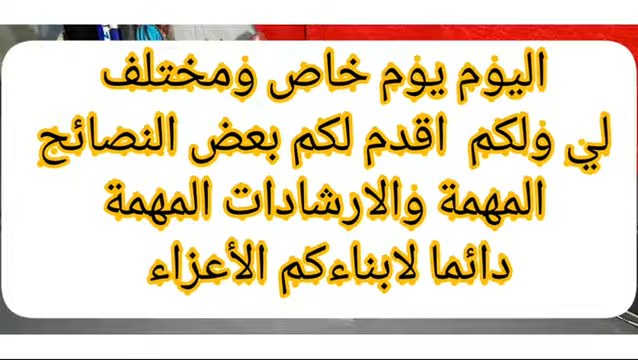 اليوم يوم خاص ومختلف
لي ولكم اقدم لكم بعض النصائح
المهمة والارشادات المهمة
دائما لابناءكم الأعزاء